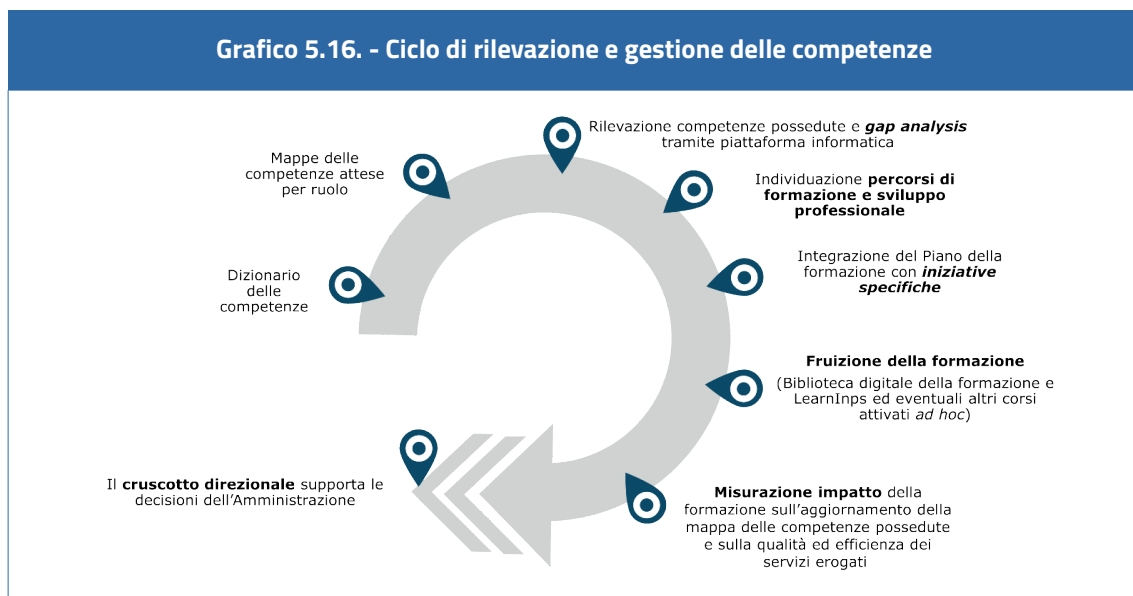 Grafico 5.16. - Ciclo di rilevazione e gestione delle competenze
Dizionario
delle
competenze
Mappe delle
competenze attese
per ruolo
Rilevazione competenze possedute e gap analysis
tramite piattaforma informatica
Individuazione percorsi di
formazione e sviluppo
professionale
Integrazione del Piano della
formazione con iniziative
specifiche
Fruizione della formazione
(Biblioteca digitale della formazione e
LearnInps ed eventuali altri corsi
attivati ad hoc)
Misurazione impatto della
formazione sull'aggiornamento della
mappa delle competenze possedute
e sulla qualità ed efficienza dei
servizi erogati
Il cruscotto direzionale supporta le
decisioni dell'Amministrazione